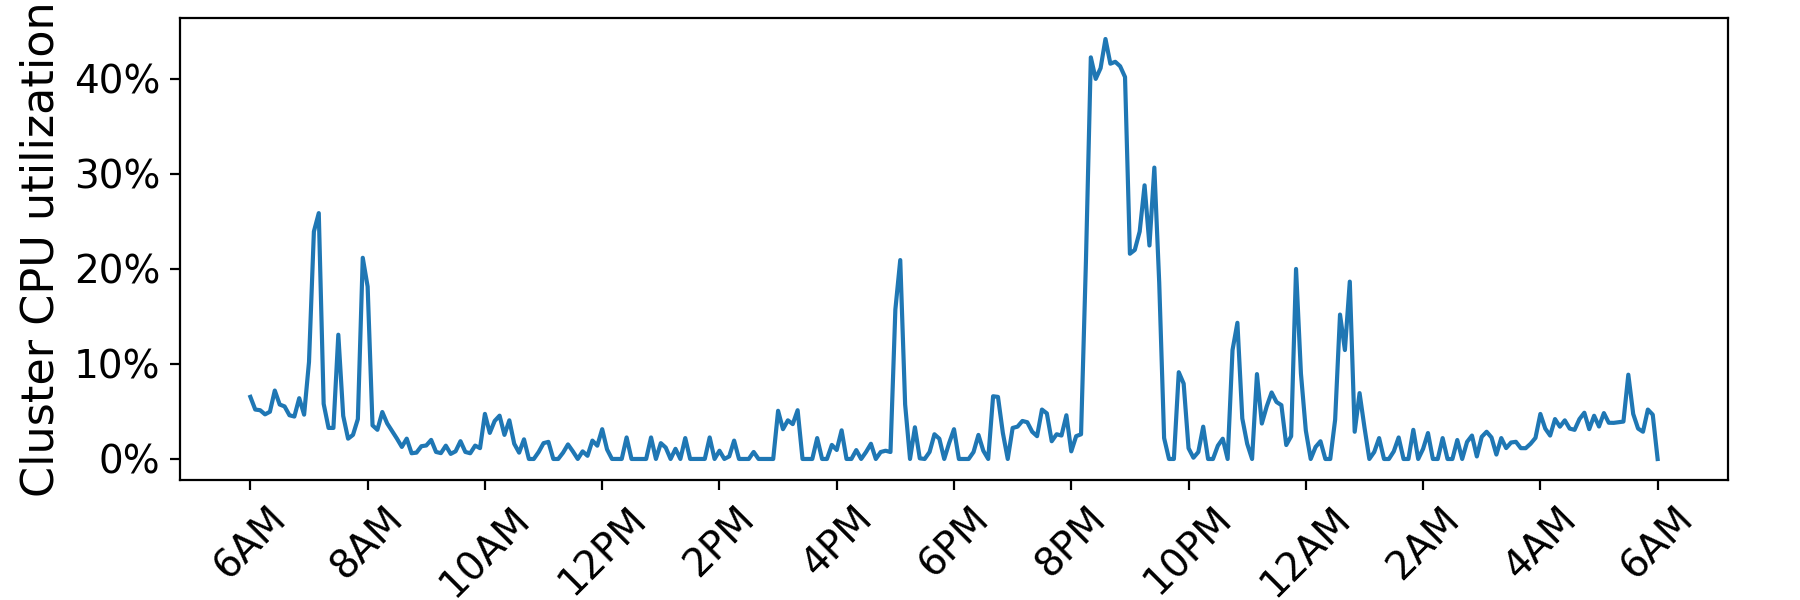 Cluster CPU utilization
40%
30%
20%
10%
0%
6AM
8AM
10AM
12PM
2PM
4PM
6PM
8PM
10PM
12AM
2AM
4AM
6AM